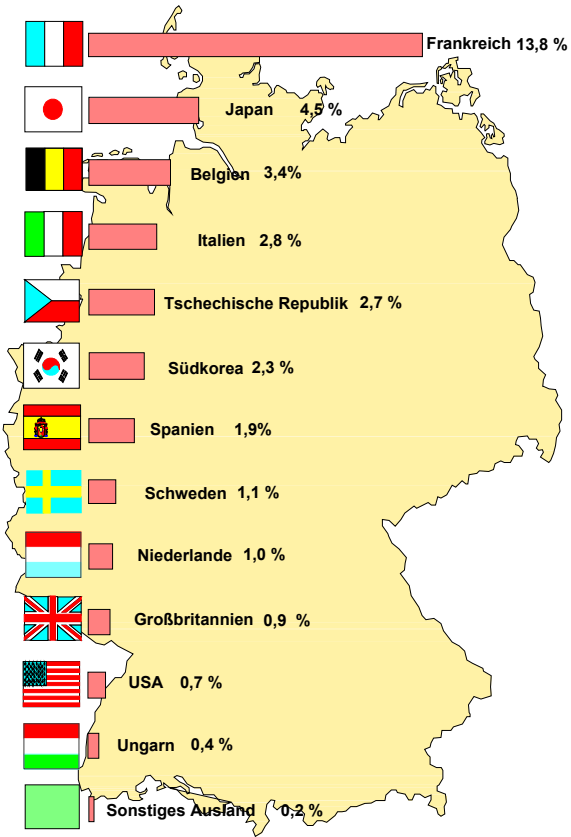 Frankreich 13,8 %
Japan 4,5 %
Belgien 3,4%
Italien 2,8 %
Tschechische Republik 2,7 %
Südkorea 2,3 %
Spanien 1,9%
Schweden 1,1 %
Niederlande 1,0 %
Großbritannien 0,9 %
USA 0,7 %
Ungarn 0,4 %
Sonstiges Ausland 0,2 %